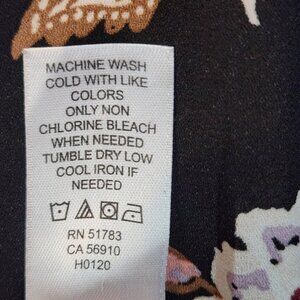 MACHINE WASH
COLD WITH LIKE
COLORS
ONLY NON
CHLORINE BLEACH
WHEN NEEDED
TUMBLE DRY LOW
COOL IRON IF
NEEDED
RN 51783
CA 56910
H0120